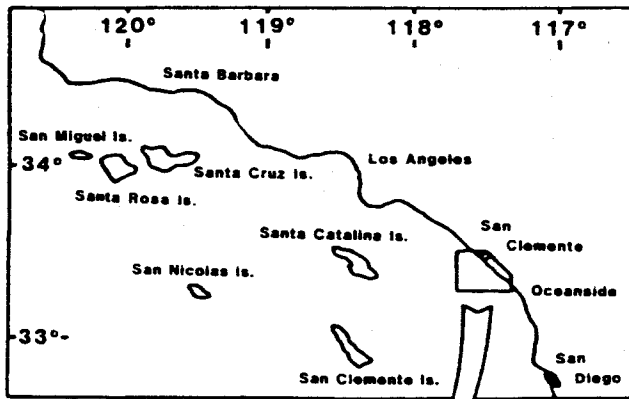 120° 119° 118° 117°
Santa Barbara
San Miguel Is.
34°
Los Angeles
Santa Cruz Is.
Santa Rosa Is.
San
Clemente
Santa Catalina Is.
San Nicolas Is.
Oceanside
33°
San
Diego
San Clemente Is.